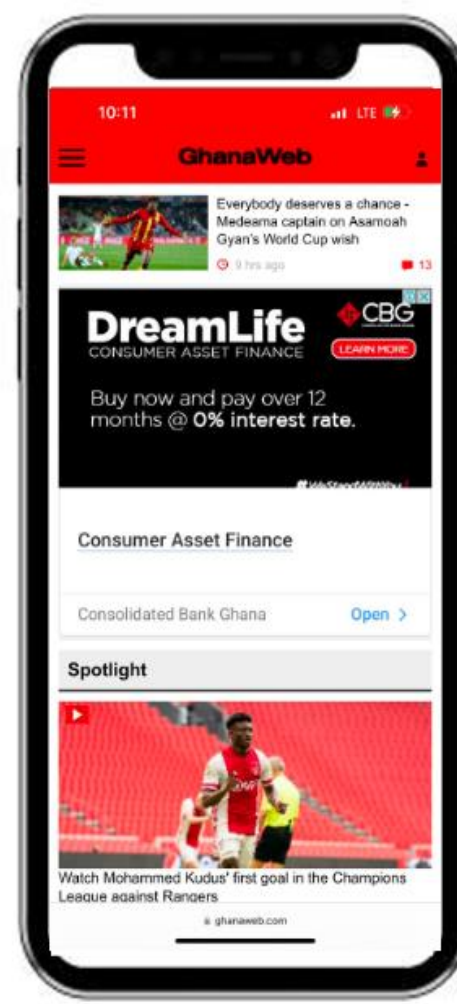 10:11
LTE
GhanaWeb
Everybody deserves a chance -
Medeama captain on Asamoah
Gyan's World Cup wish
9 hrs ago
13
DreamLife
CONSUMER ASSET FINANCE
CBG
LEARN MORE
Buy now and pay over 12
months @ 0% interest rate.
#WeStandWithYou
Consumer Asset Finance
Consolidated Bank Ghana
Open >
Spotlight
Watch Mohammed Kudus' first goal in the Champions
League against Rangers
ghanaweb.com